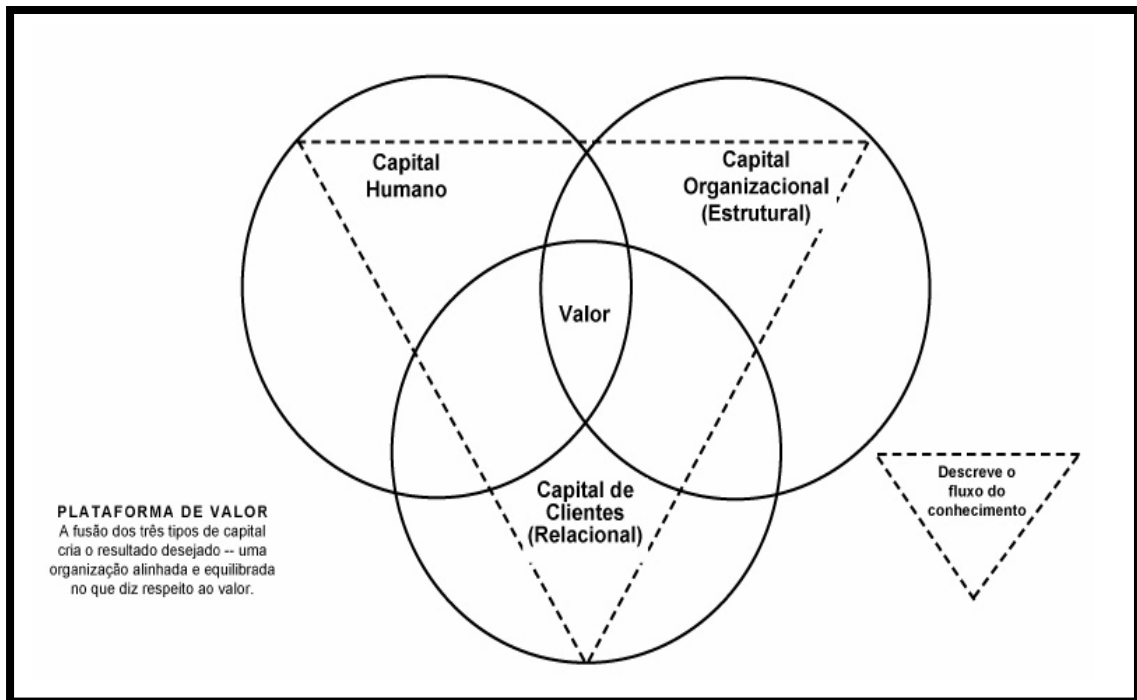 Capital
Humano
Capital
Organizacional
(Estrutural)
Valor
Capital de
Clientes
(Relacional)
Descreve o
fluxo do
conhecimento
PLATAFORMA DE VALOR
A fusão dos três tipos de capital
cria o resultado desejado -- uma
organização alinhada e equilibrada
no que diz respeito ao valor.